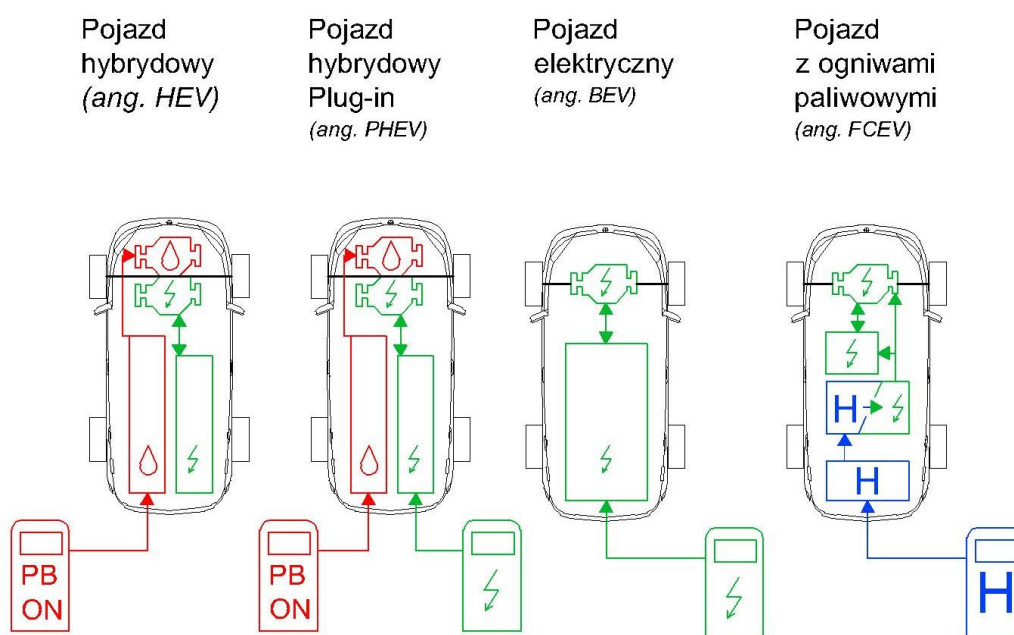 Pojazd
hybrydowy
(ang. HEV)
Pojazd
hybrydowy
Plug-in
(ang. PHEV)
Pojazd
elektryczny
(ang. BEV)
Pojazd
z ogniwami
paliwowymi
(ang. FCEV)
H
H
PB
ON
PB
ON
H